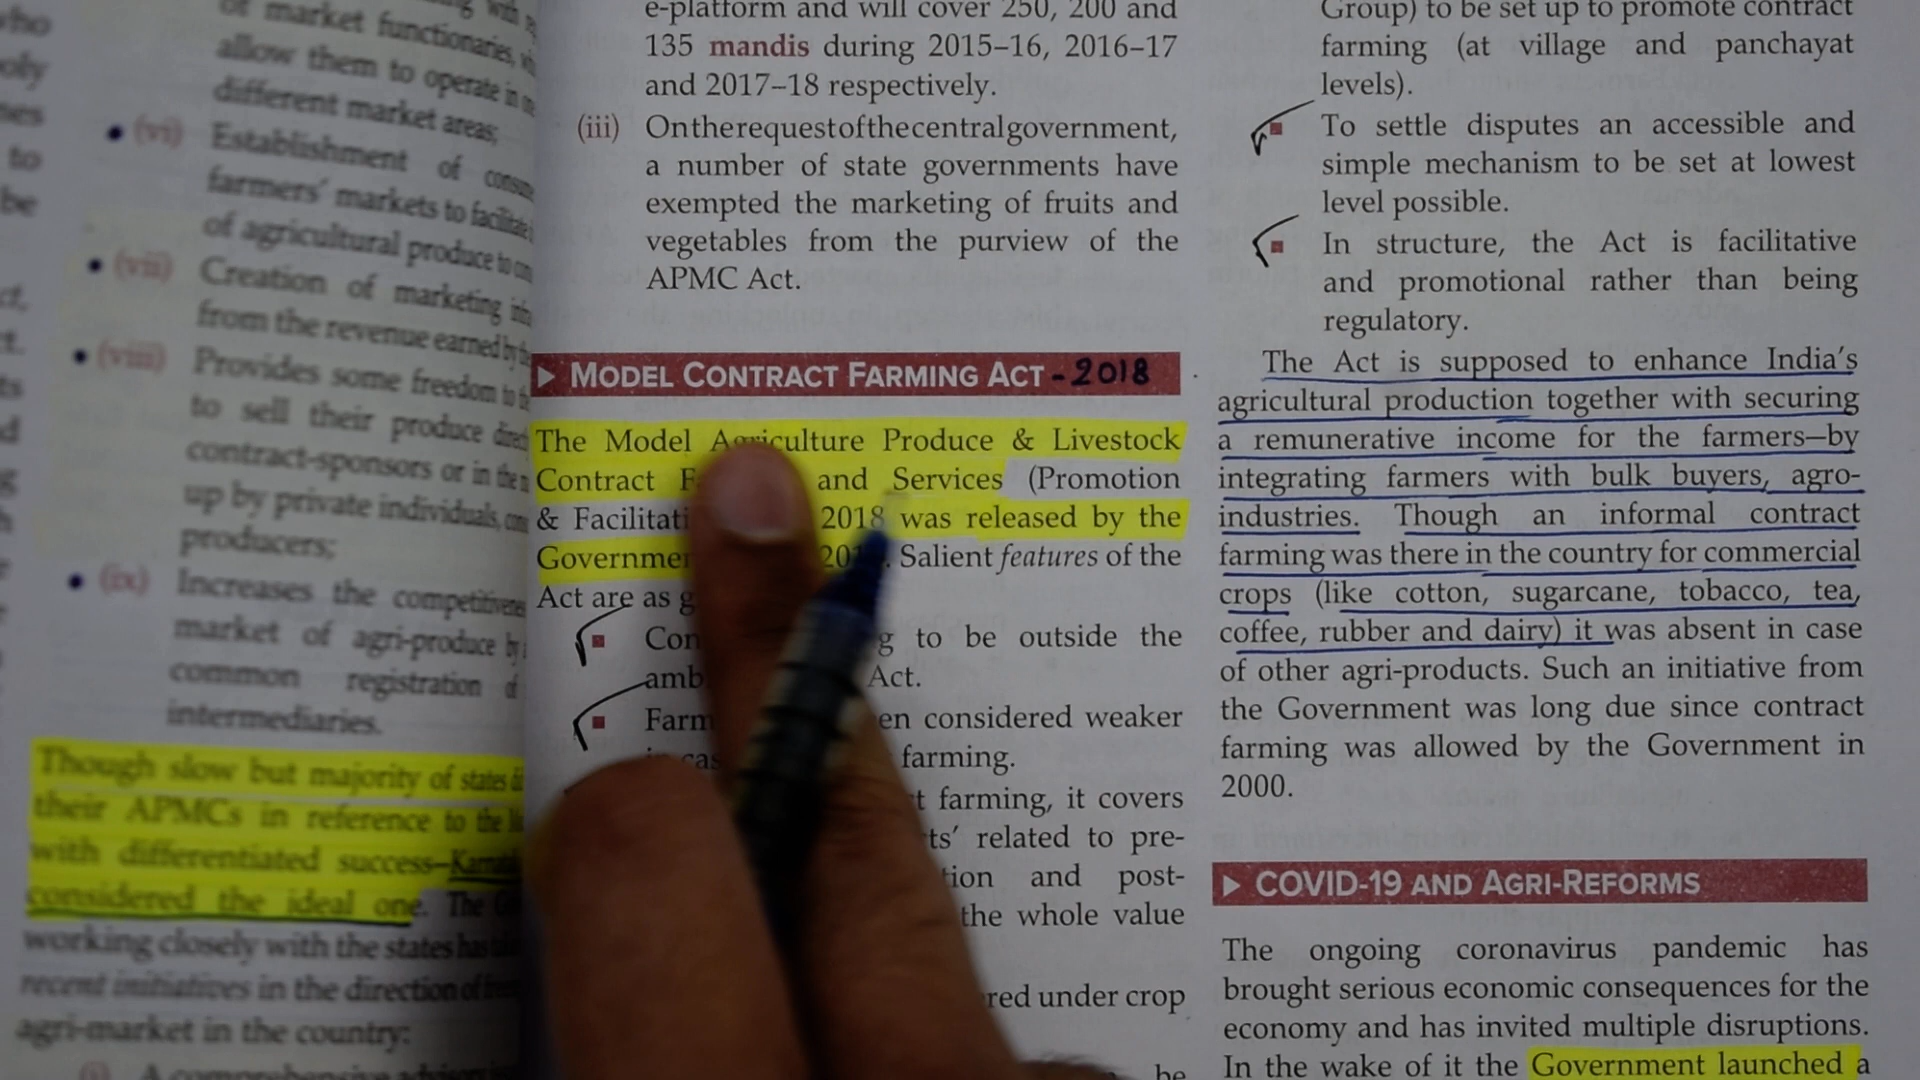 who
of market functionaries,
allow them to operate in
different market areas;
to
be
(vi) Establishment of
farmers' markets to facilitate
of agricultural produce to
(vii) Creation of marketing
from the revenue earned by
(viii) Provides some freedom to
to sell their produce
contract-sponsors or in the
up by private individuals,
producers;
(ix) Increases the
market of agri-produce by
common registration of
intermediaries.
Though slow but majority of states
their APMCs in reference to the
with differentiated success—
considered the ideal one. The
working closely with the states has
recent initiatives in the direction of
agri-market in the country:
(i) A comprehensive
e-platform and will cover 250, 200 and
135 mandis during 2015–16, 2016–17
and 2017–18 respectively.
(iii) Ontherequestofthecentralgovernment,
a number of state governments have
exempted the marketing of fruits and
vegetables from the purview of the
APMC Act.
MODEL CONTRACT FARMING ACT - 2018
The Model Agriculture Produce & Livestock
Contract and Services (Promotion
& 2018 was released by the
Salient features of the
Act are as
to be outside the
Act.
considered weaker
farming.
farming, it covers
related to pre-
and post-
the whole value
under crop
be
Group) to be set up to promote contract
farming (at village and panchayat
levels).
To settle disputes an accessible and
simple mechanism to be set at lowest
level possible.
In structure, the Act is facilitative
and promotional rather than being
regulatory.
The Act is supposed to enhance India's
agricultural production together with securing
a remunerative income for the farmers—by
integrating farmers with bulk buyers, agro-
industries. Though an informal contract
farming was there in the country for commercial
crops (like cotton, sugarcane, tobacco, tea,
coffee, rubber and dairy) it was absent in case
of other agri-products. Such an initiative from
the Government was long due since contract
farming was allowed by the Government in
2000.
COVID-19 AND AGRI-REFORMS
The ongoing coronavirus pandemic has
brought serious economic consequences for the
economy and has invited multiple disruptions.
In the wake of it the Government launched a